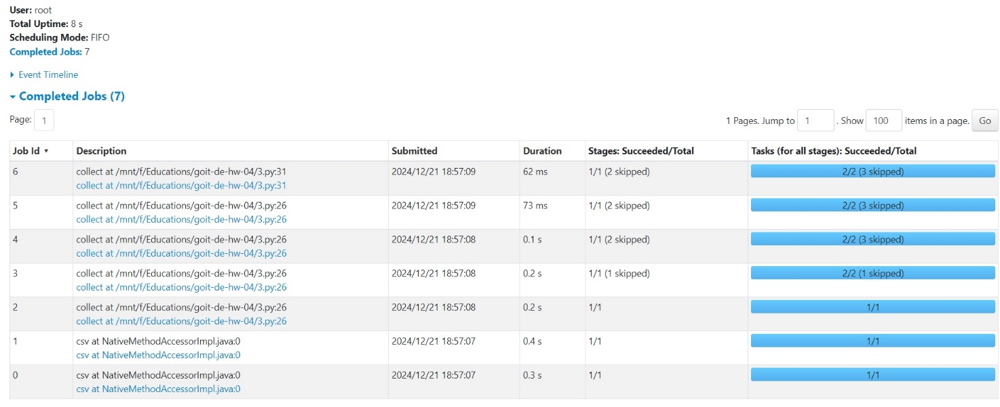 User: root
Total Uptime: 8 s
Scheduling Mode: FIFO
Completed Jobs: 7
Event Timeline
Completed Jobs (7)
Page: 1 1 Pages. Jump to 1 . Show 100 items in a page. Go
Job Id ▾ Description Submitted Duration Stages: Succeeded/Total Tasks (for all stages): Succeeded/Total
6 collect at /mnt/f/Educations/goit-de-hw-04/3.py:31 2024/12/21 18:57:09 62 ms 1/1 (2 skipped) 2/2 (3 skipped)
collect at /mnt/f/Educations/goit-de-hw-04/3.py:31
5 collect at /mnt/f/Educations/goit-de-hw-04/3.py:26 2024/12/21 18:57:09 73 ms 1/1 (2 skipped) 2/2 (3 skipped)
collect at /mnt/f/Educations/goit-de-hw-04/3.py:26
4 collect at /mnt/f/Educations/goit-de-hw-04/3.py:26 2024/12/21 18:57:08 0.1 s 1/1 (2 skipped) 2/2 (3 skipped)
collect at /mnt/f/Educations/goit-de-hw-04/3.py:26
3 collect at /mnt/f/Educations/goit-de-hw-04/3.py:26 2024/12/21 18:57:08 0.2 s 1/1 (1 skipped) 2/2 (1 skipped)
collect at /mnt/f/Educations/goit-de-hw-04/3.py:26
2 collect at /mnt/f/Educations/goit-de-hw-04/3.py:26 2024/12/21 18:57:08 0.2 s 1/1 1/1
collect at /mnt/f/Educations/goit-de-hw-04/3.py:26
1 csv at NativeMethodAccessorImpl.java:0 2024/12/21 18:57:07 0.4 s 1/1 1/1
csv at NativeMethodAccessorImpl.java:0
0 csv at NativeMethodAccessorImpl.java:0 2024/12/21 18:57:07 0.3 s 1/1 1/1
csv at NativeMethodAccessorImpl.java:0